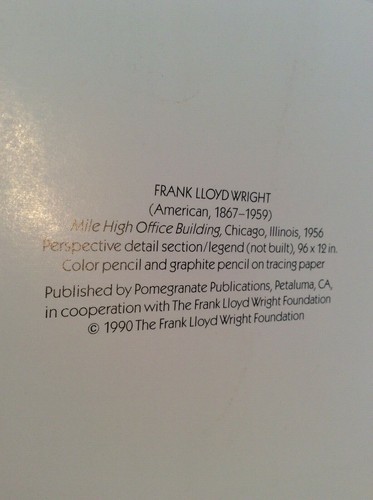 FRANK LLOYD WRIGHT
(American, 1867–1959)
Mile High Office Building, Chicago, Illinois, 1956
Perspective detail section/legend (not built), 96 x 12 in.
Color pencil and graphite pencil on tracing paper
Published by Pomegranate Publications, Petaluma, CA,
in cooperation with The Frank Lloyd Wright Foundation
© 1990 The Frank Lloyd Wright Foundation